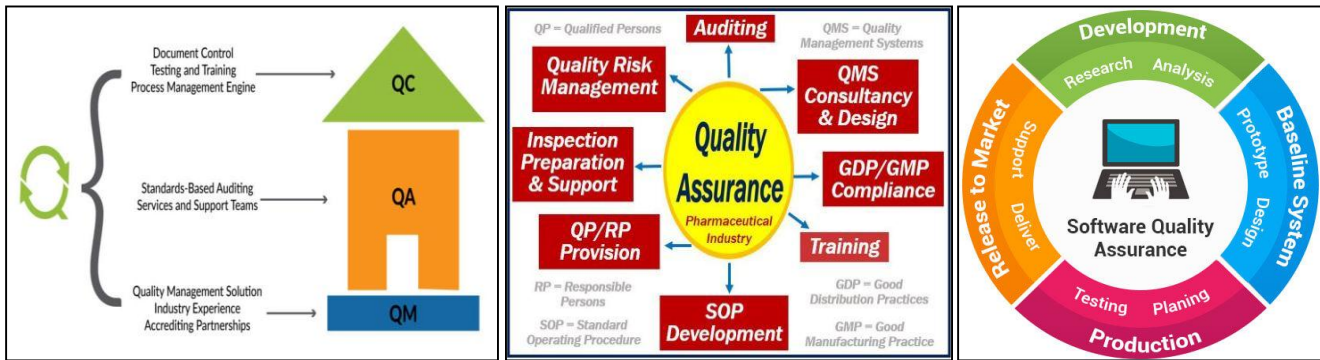 Document Control
Testing and Training
Process Management Engine
QC
Standards-Based Auditing
Services and Support Teams
QA
Quality Management Solution
Industry Experience
Accrediting Partnerships
QM
QP = Qualified Persons
Auditing
QMS = Quality
Management Systems
Quality Risk
Management
QMS
Consultancy
& Design
Inspection
Preparation
& Support
Quality
Assurance
Pharmaceutical
Industry
GDP/GMP
Compliance
QP/RP
Provision
Training
RP = Responsible
Persons
SOP = Standard
Operating Procedure
SOP
Development
GDP = Good
Distribution Practices
GMP = Good
Manufacturing Practice
Development
Research Analysis
Baseline System
Prototype Design
Release to Market
Support Deliver
Software Quality
Assurance
Testing Planing
Production